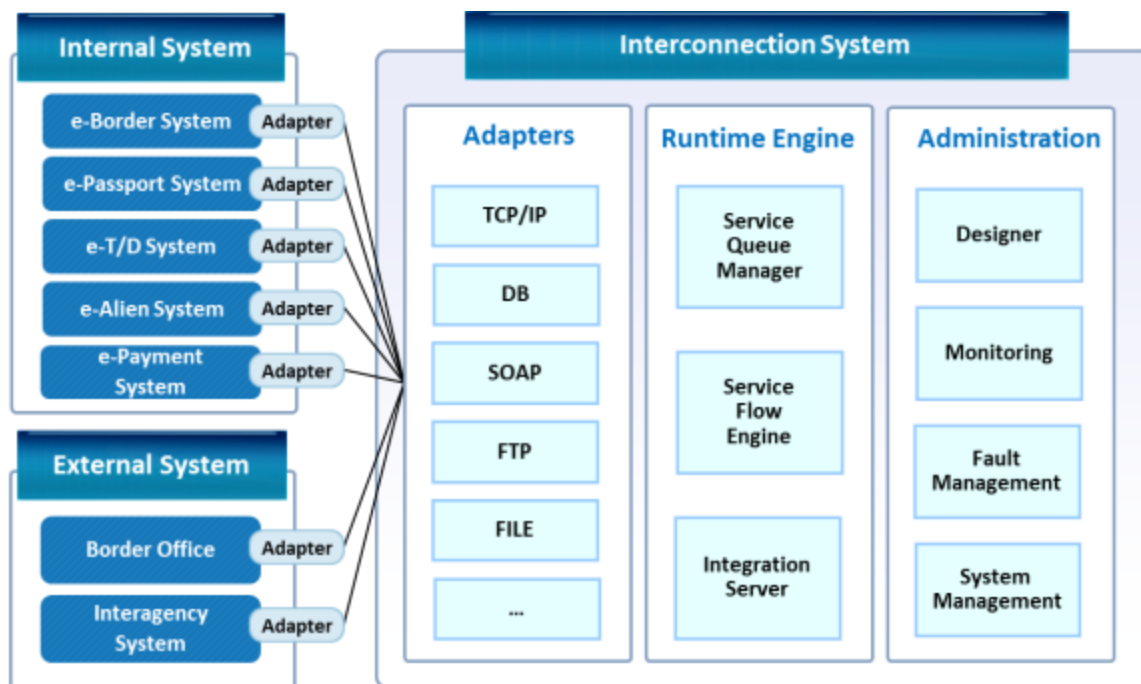 Internal System
e-Border System
Adapter
e-Passport System
Adapter
e-T/D System
Adapter
e-Alien System
Adapter
e-Payment
System
Adapter
External System
Border Office
Adapter
Interagency
System
Adapter
Interconnection System
Adapters
TCP/IP
DB
SOAP
FTP
FILE
...
Runtime Engine
Service
Queue
Manager
Service
Flow
Engine
Integration
Server
Administration
Designer
Monitoring
Fault
Management
System
Management